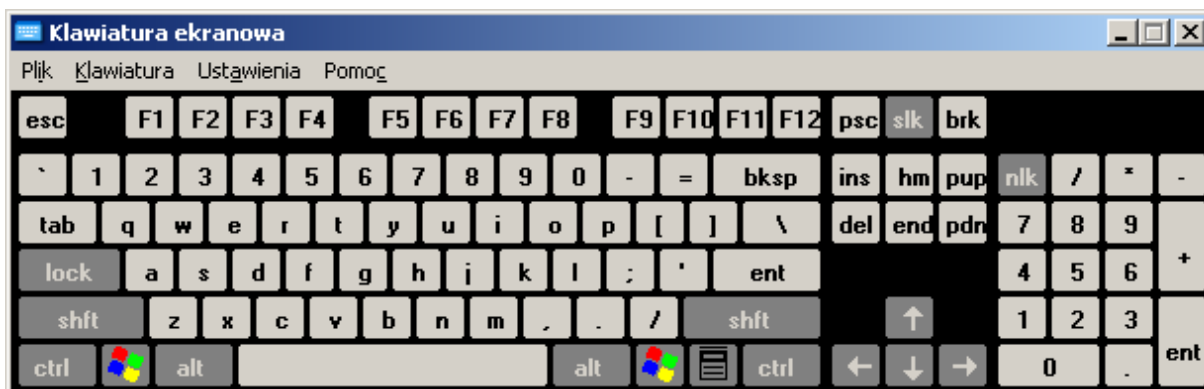 Klawiatura ekranowa
Plik Klawiatura Ustawienia Pomoc
esc F1 F2 F3 F4 F5 F6 F7 F8 F9 F10 F11 F12 psc slk brk
` 1 2 3 4 5 6 7 8 9 0 - = bksp ins hm pup nlk / * -
tab q w e r t y u i o p [ ] \ del end pdn 7 8 9 +
lock a s d f g h j k l ; ' ent 4 5 6
shft z x c v b n m , . / shft ↑ 1 2 3 ent
ctrl alt alt ctrl ← ↓ → 0 .